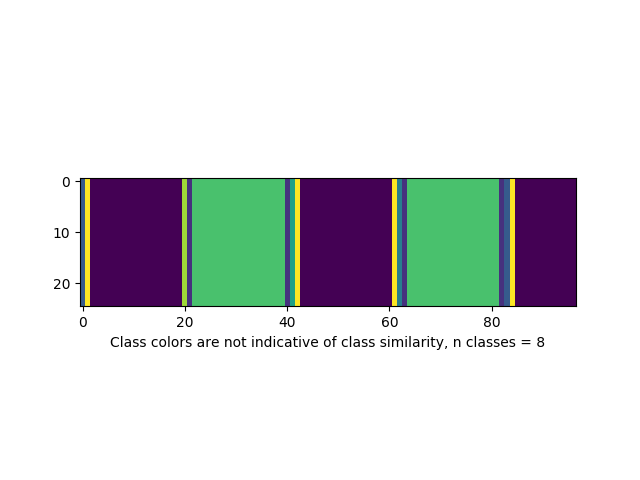 0
10
20
0 20 40 60 80
Class colors are not indicative of class similarity, n classes = 8